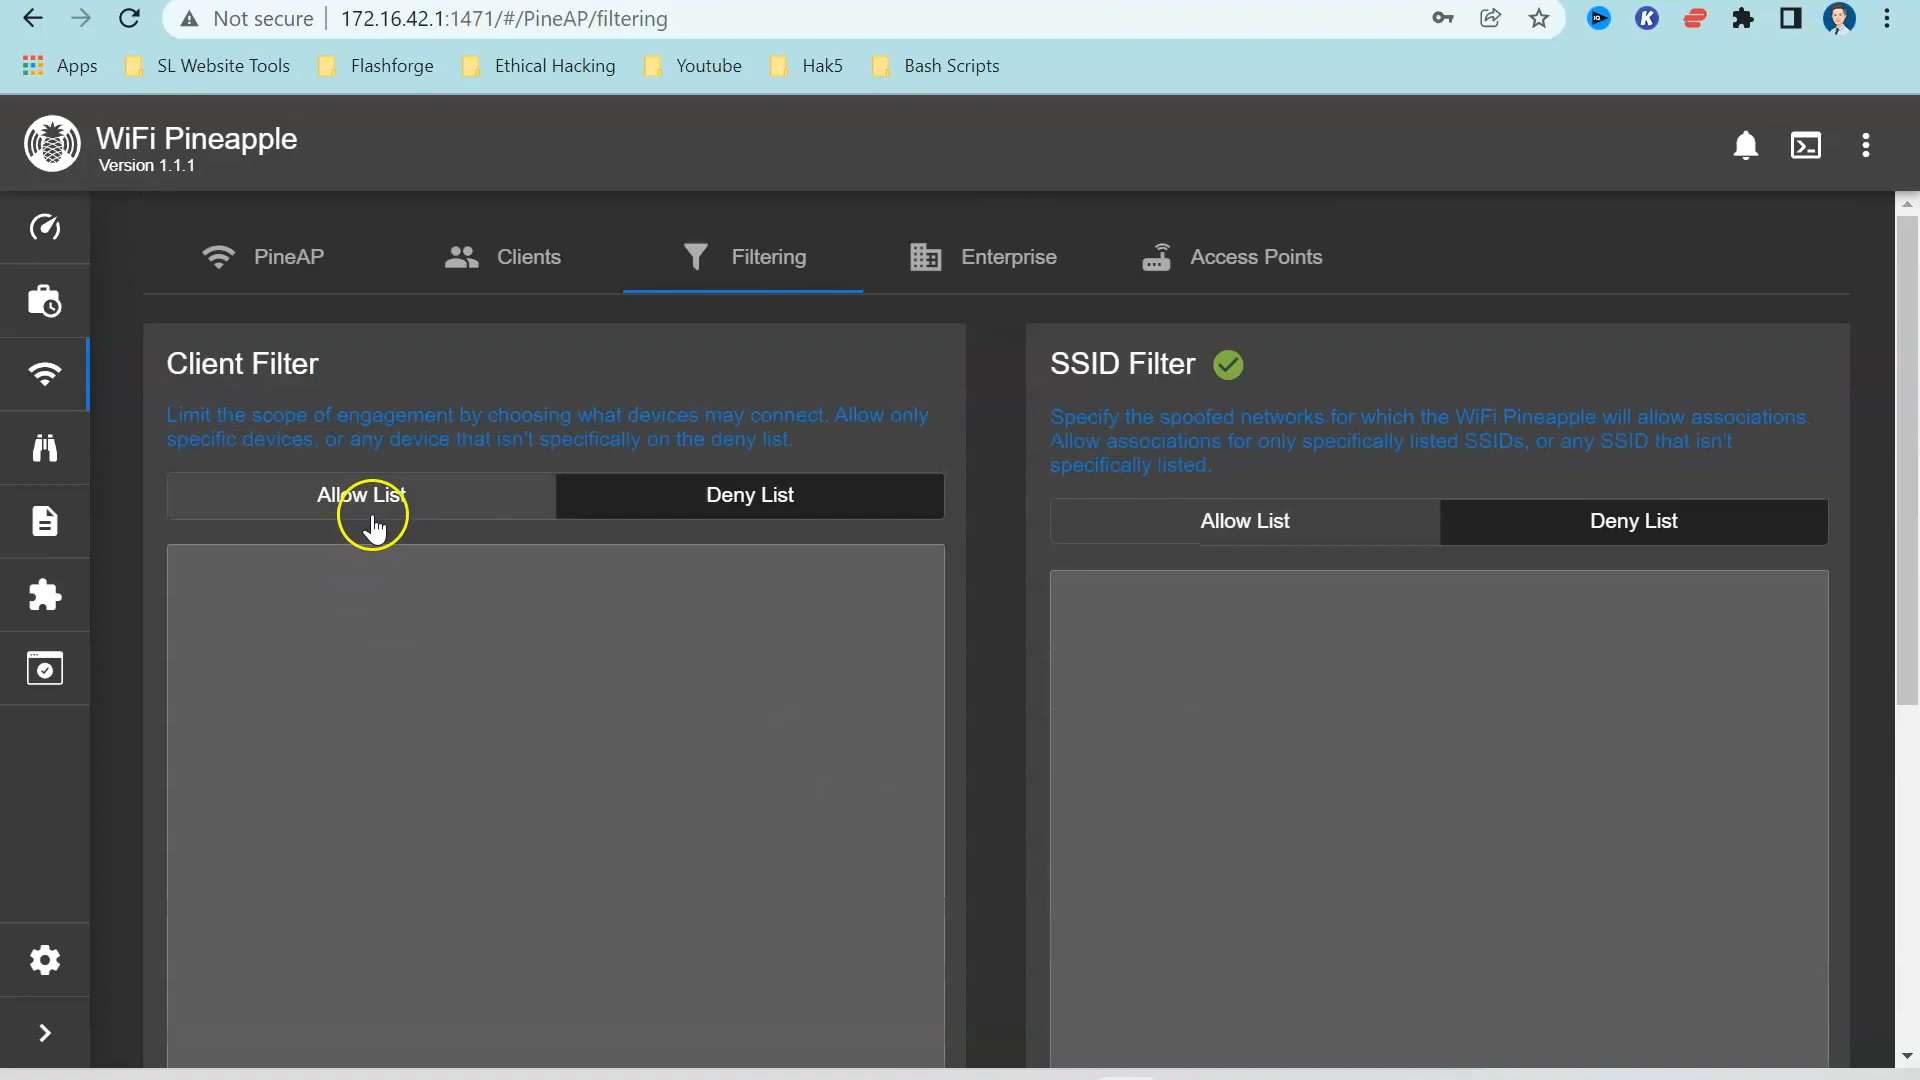 Not secure
172.16.42.1:1471/#/PineAP/filtering
Apps
SL Website Tools
Flashforge
Ethical Hacking
Youtube
Hak5
Bash Scripts
WiFi Pineapple
Version 1.1.1
PineAP
Clients
Filtering
Enterprise
Access Points
Client Filter
Limit the scope of engagement by choosing what devices may connect. Allow only
specific devices, or any device that isn't specifically on the deny list.
Allow List
Deny List
SSID Filter
Specify the spoofed networks for which the WiFi Pineapple will allow associations.
Allow associations for only specifically listed SSIDs, or any SSID that isn't
specifically listed.
Allow List
Deny List